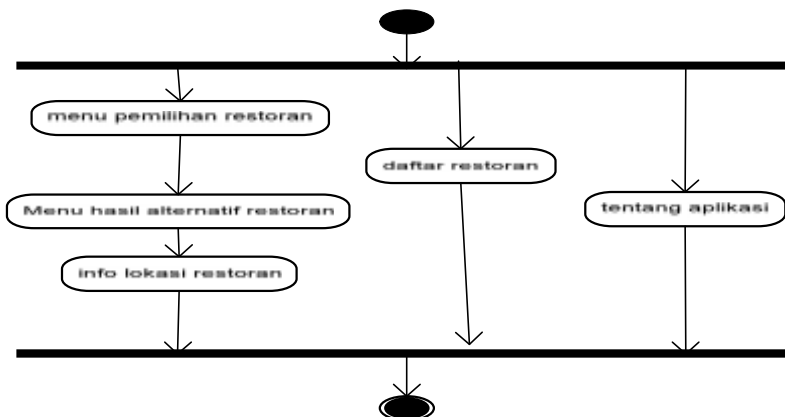 menu pemilihan restoran
Menu hasil alternatif restoran
info lokasi restoran
daftar restoran
tentang aplikasi